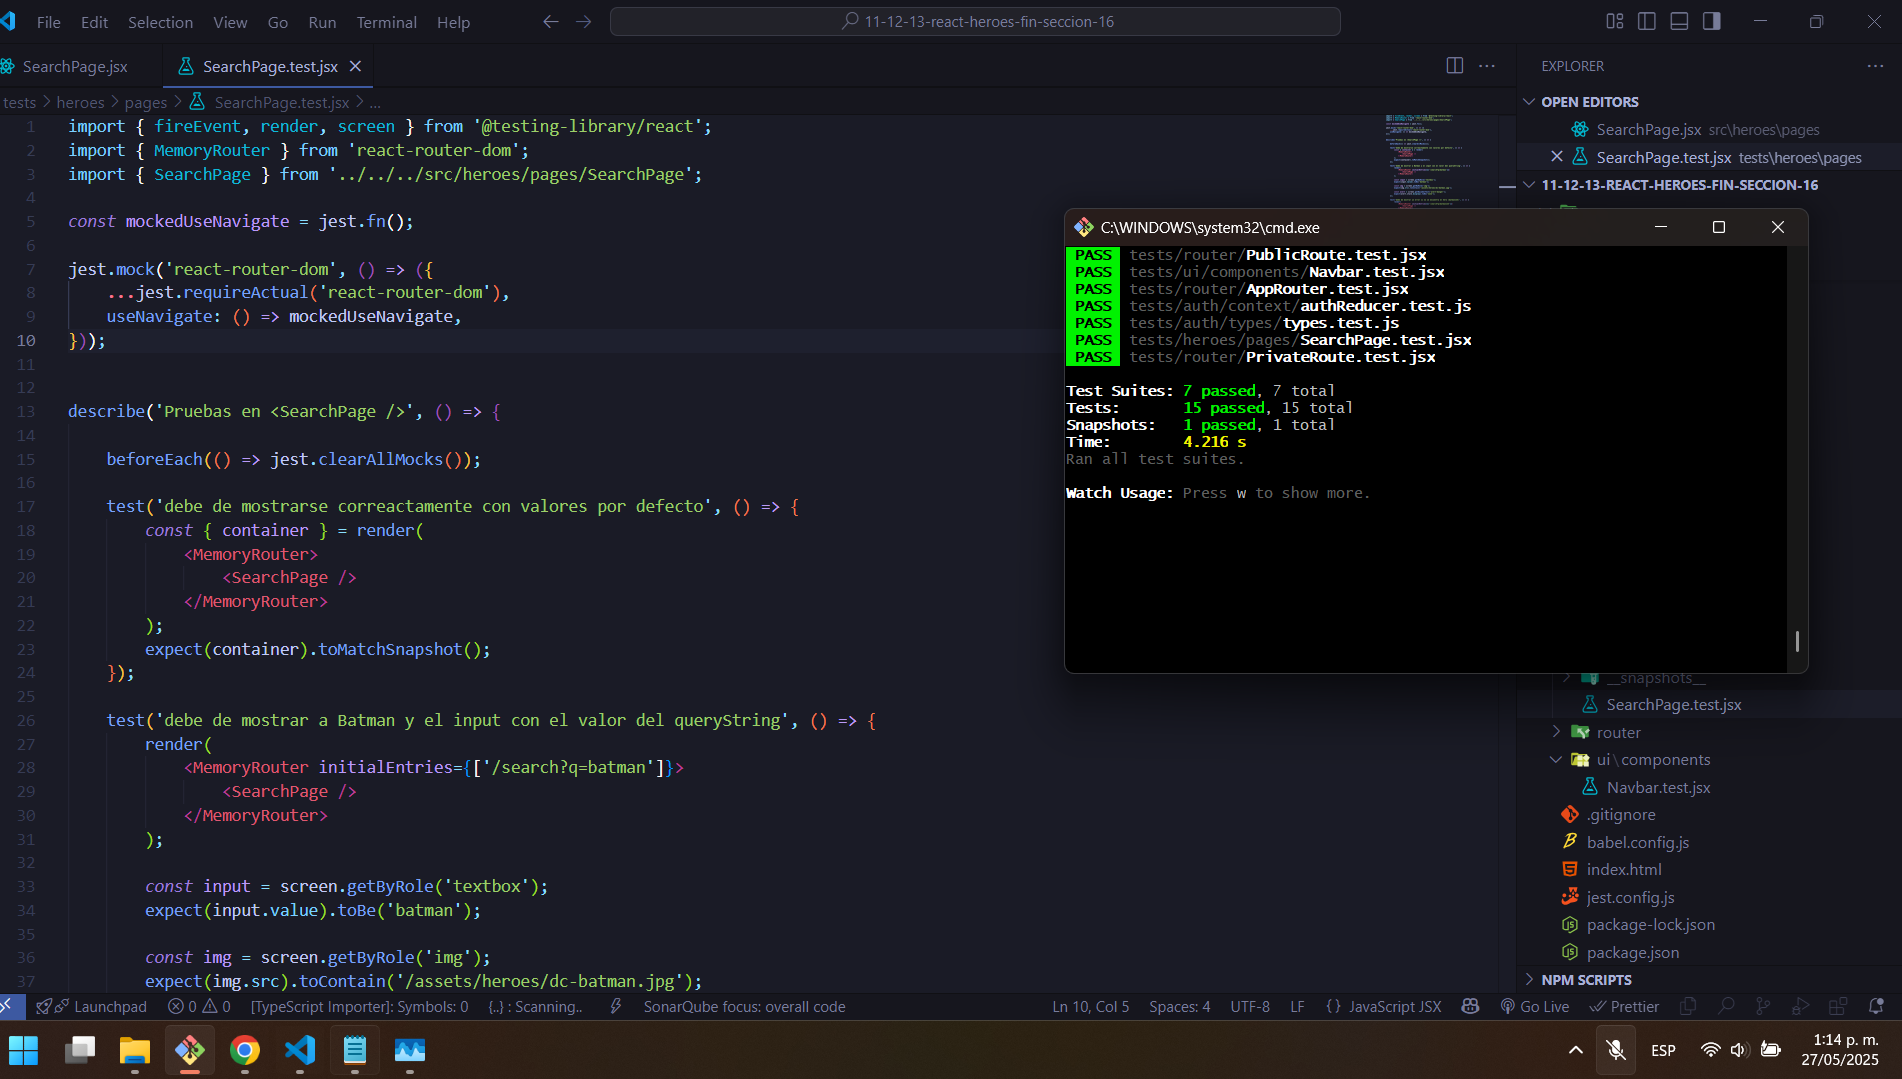 File Edit Selection View Go Run Terminal Help
11-12-13-react-heroes-fin-seccion-16
SearchPage.jsx
SearchPage.test.jsx
tests > heroes > pages > SearchPage.test.jsx > ...
1 import { fireEvent, render, screen } from '@testing-library/react';
2 import { MemoryRouter } from 'react-router-dom';
3 import { SearchPage } from '../../../src/heroes/pages/SearchPage';
4
5 const mockedUseNavigate = jest.fn();
6
7 jest.mock('react-router-dom', () => ({
8 ...jest.requireActual('react-router-dom'),
9 useNavigate: () => mockedUseNavigate,
10 }));
11
12
13 describe('Pruebas en <SearchPage />', () => {
14
15 beforeEach(() => jest.clearAllMocks());
16
17 test('debe de mostrarse correactamente con valores por defecto', () => {
18 const { container } = render(
19 <MemoryRouter>
20 <SearchPage />
21 </MemoryRouter>
22 );
23 expect(container).toMatchSnapshot();
24 });
25
26 test('debe de mostrar a Batman y el input con el valor del queryString', () => {
27 render(
28 <MemoryRouter initialEntries={['/search?q=batman']}>
29 <SearchPage />
30 </MemoryRouter>
31 );
32
33 const input = screen.getByRole('textbox');
34 expect(input.value).toBe('batman');
35
36 const img = screen.getByRole('img');
37 expect(img.src).toContain('/assets/heroes/dc-batman.jpg');
C:\WINDOWS\system32\cmd.exe
PASS tests/router/PublicRoute.test.jsx
PASS tests/ui/components/Navbar.test.jsx
PASS tests/router/AppRouter.test.jsx
PASS tests/auth/context/authReducer.test.js
PASS tests/auth/types/types.test.js
PASS tests/heroes/pages/SearchPage.test.jsx
PASS tests/router/PrivateRoute.test.jsx
Test Suites: 7 passed, 7 total
Tests: 15 passed, 15 total
Snapshots: 1 passed, 1 total
Time: 4.216 s
Ran all test suites.
Watch Usage: Press w to show more.
EXPLORER
OPEN EDITORS
SearchPage.jsx src\heroes\pages
SearchPage.test.jsx tests\heroes\pages
11-12-13-REACT-HEROES-FIN-SECCION-16
__snapshots__
SearchPage.test.jsx
router
ui\components
Navbar.test.jsx
.gitignore
babel.config.js
index.html
jest.config.js
package-lock.json
package.json
NPM SCRIPTS
Launchpad 0 0 [TypeScript Importer]: Symbols: 0 {..} : Scanning.. SonarQube focus: overall code Ln 10, Col 5 Spaces: 4 UTF-8 LF {} JavaScript JSX Go Live Prettier
ESP
1:14 p. m.
27/05/2025